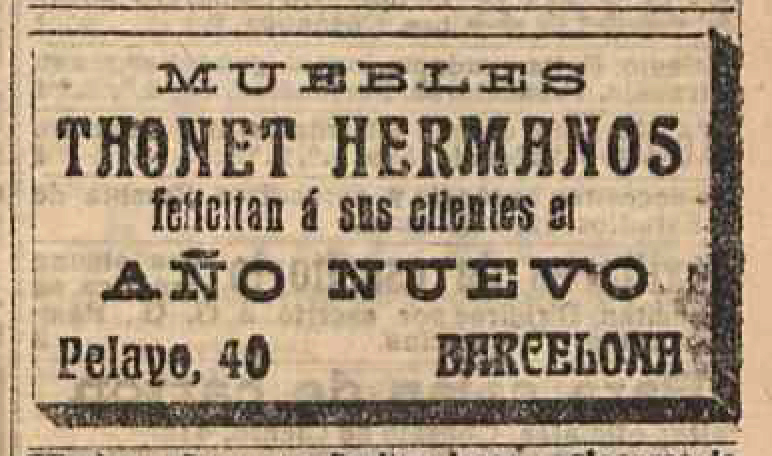 MUEBLES
THONET HERMANOS
felicitan á sus clientes el
AÑO NUEVO
Pelayo, 40 BARCELONA